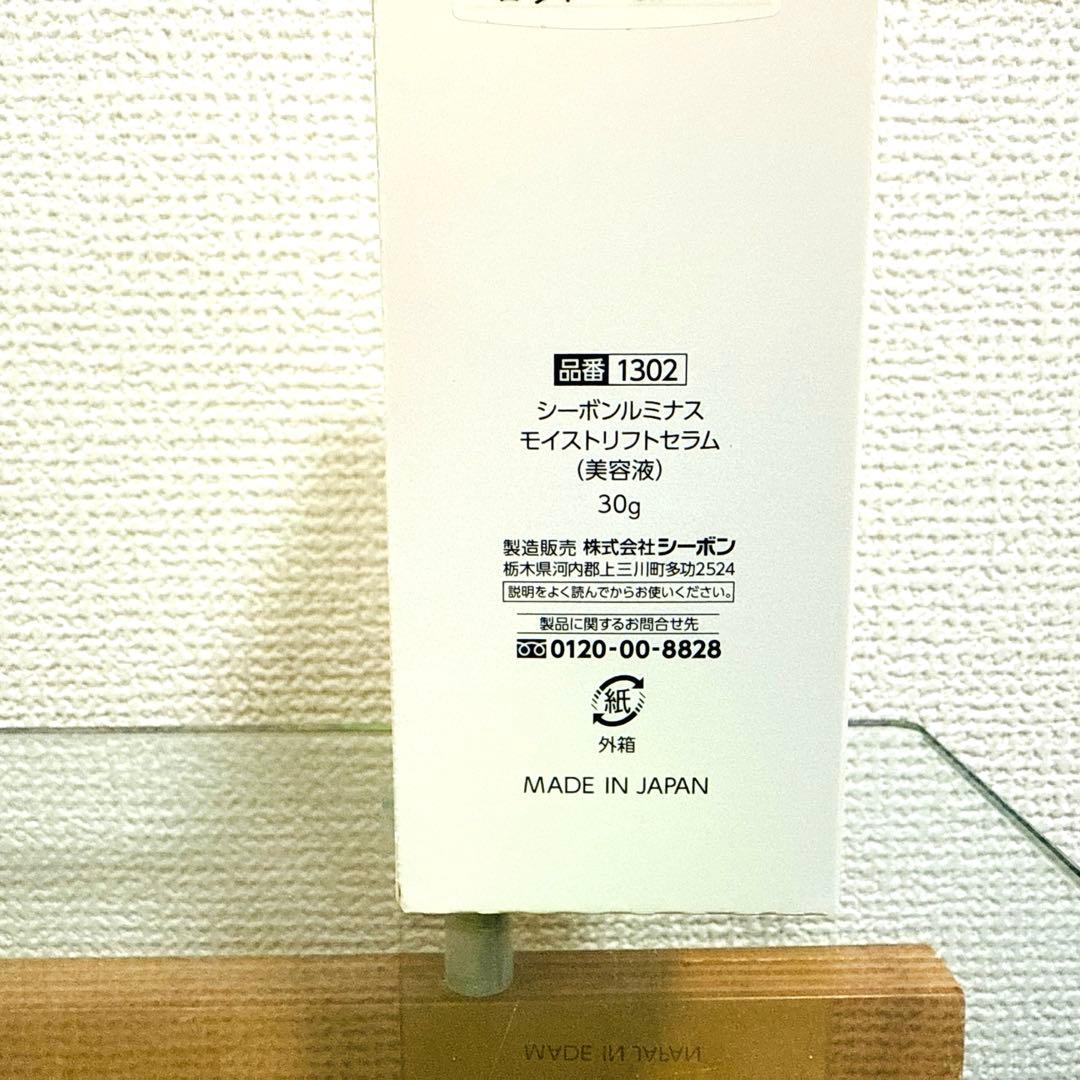 品番 1302
シーボンルミナス
モイストリフトセラム
（美容液）
30g
製造販売 株式会社シーボン
栃木県河内郡上三川町多功2524
説明をよく読んでからお使いください。
製品に関するお問合せ先
0120-00-8828
紙
外箱
MADE IN JAPAN
MADE IN JAPAN